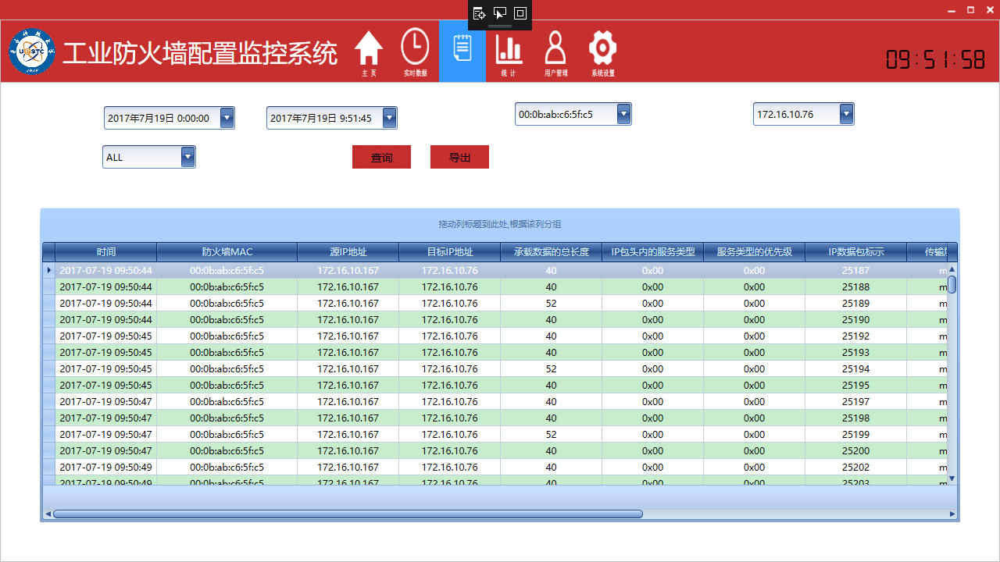 工业防火墙配置监控系统
主 页
实时数据
统 计
用户管理
系统设置
09:51:58
UESTC
2017年7月19日 0:00:00
2017年7月19日 9:51:45
00:0b:ab:c6:5f:c5
172.16.10.76
ALL
查询
导出
拖动列标题到此处,根据该列分组
时间 防火墙MAC 源IP地址 目标IP地址 承载数据的总长度 IP包头内的服务类型 服务类型的优先级 IP数据包标示 传输
2017-07-19 09:50:44 00:0b:ab:c6:5f:c5 172.16.10.167 172.16.10.76 40 0x00 0x00 25187 m
2017-07-19 09:50:44 00:0b:ab:c6:5f:c5 172.16.10.167 172.16.10.76 40 0x00 0x00 25188 m
2017-07-19 09:50:44 00:0b:ab:c6:5f:c5 172.16.10.167 172.16.10.76 52 0x00 0x00 25189 m
2017-07-19 09:50:44 00:0b:ab:c6:5f:c5 172.16.10.167 172.16.10.76 40 0x00 0x00 25190 m
2017-07-19 09:50:45 00:0b:ab:c6:5f:c5 172.16.10.167 172.16.10.76 40 0x00 0x00 25192 m
2017-07-19 09:50:45 00:0b:ab:c6:5f:c5 172.16.10.167 172.16.10.76 40 0x00 0x00 25193 m
2017-07-19 09:50:45 00:0b:ab:c6:5f:c5 172.16.10.167 172.16.10.76 52 0x00 0x00 25194 m
2017-07-19 09:50:45 00:0b:ab:c6:5f:c5 172.16.10.167 172.16.10.76 40 0x00 0x00 25195 m
2017-07-19 09:50:47 00:0b:ab:c6:5f:c5 172.16.10.167 172.16.10.76 40 0x00 0x00 25197 m
2017-07-19 09:50:47 00:0b:ab:c6:5f:c5 172.16.10.167 172.16.10.76 40 0x00 0x00 25198 m
2017-07-19 09:50:47 00:0b:ab:c6:5f:c5 172.16.10.167 172.16.10.76 52 0x00 0x00 25199 m
2017-07-19 09:50:47 00:0b:ab:c6:5f:c5 172.16.10.167 172.16.10.76 40 0x00 0x00 25200 m
2017-07-19 09:50:49 00:0b:ab:c6:5f:c5 172.16.10.167 172.16.10.76 40 0x00 0x00 25202 m
2017-07-19 09:50:49 00:0b:ab:c6:5f:c5 172.16.10.167 172.16.10.76 40 0x00 0x00 25203 m